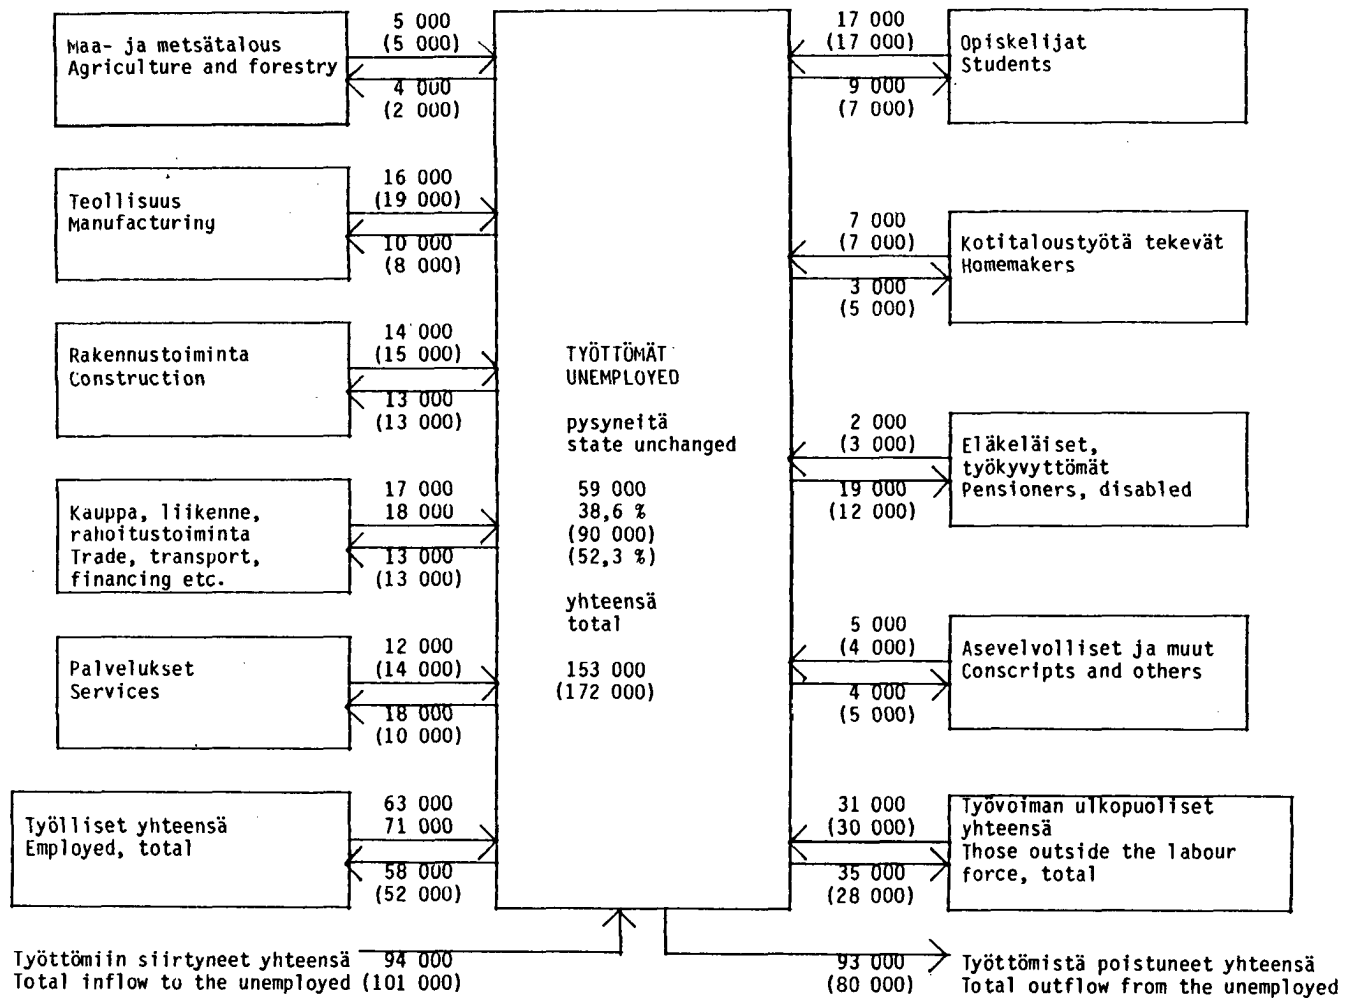 5 000
(5 000)
Maa- ja metsätalous
Agriculture and forestry
4 000
(2 000)
16 000
(19 000)
Teollisuus
Manufacturing
10 000
(8 000)
14 000
(15 000)
Rakennustoiminta
Construction
13 000
(13 000)
17 000
18 000
Kauppa, liikenne,
rahoitustoiminta
Trade, transport,
financing etc.
13 000
(13 000)
12 000
(14 000)
Palvelukset
Services
18 000
(10 000)
63 000
71 000
Työlliset yhteensä
Employed, total
58 000
(52 000)
TYÖTTÖMÄT
UNEMPLOYED
pysyneitä
state unchanged
59 000
38,6 %
(90 000)
(52,3 %)
yhteensä
total
153 000
(172 000)
17 000
(17 000)
Opiskelijat
Students
9 000
(7 000)
7 000
(7 000)
Kotitaloustyötä tekevät
Homemakers
3 000
(5 000)
2 000
(3 000)
Eläkeläiset,
työkyvyttömät
Pensioners, disabled
19 000
(12 000)
5 000
(4 000)
Asevelvolliset ja muut
Conscripts and others
4 000
(5 000)
31 000
(30 000)
Työvoiman ulkopuoliset
yhteensä
Those outside the labour
force, total
35 000
(28 000)
Työttömiin siirtyneet yhteensä 94 000
Total inflow to the unemployed (101 000)
93 000 Työttömistä poistuneet yhteensä
(80 000) Total outflow from the unemployed